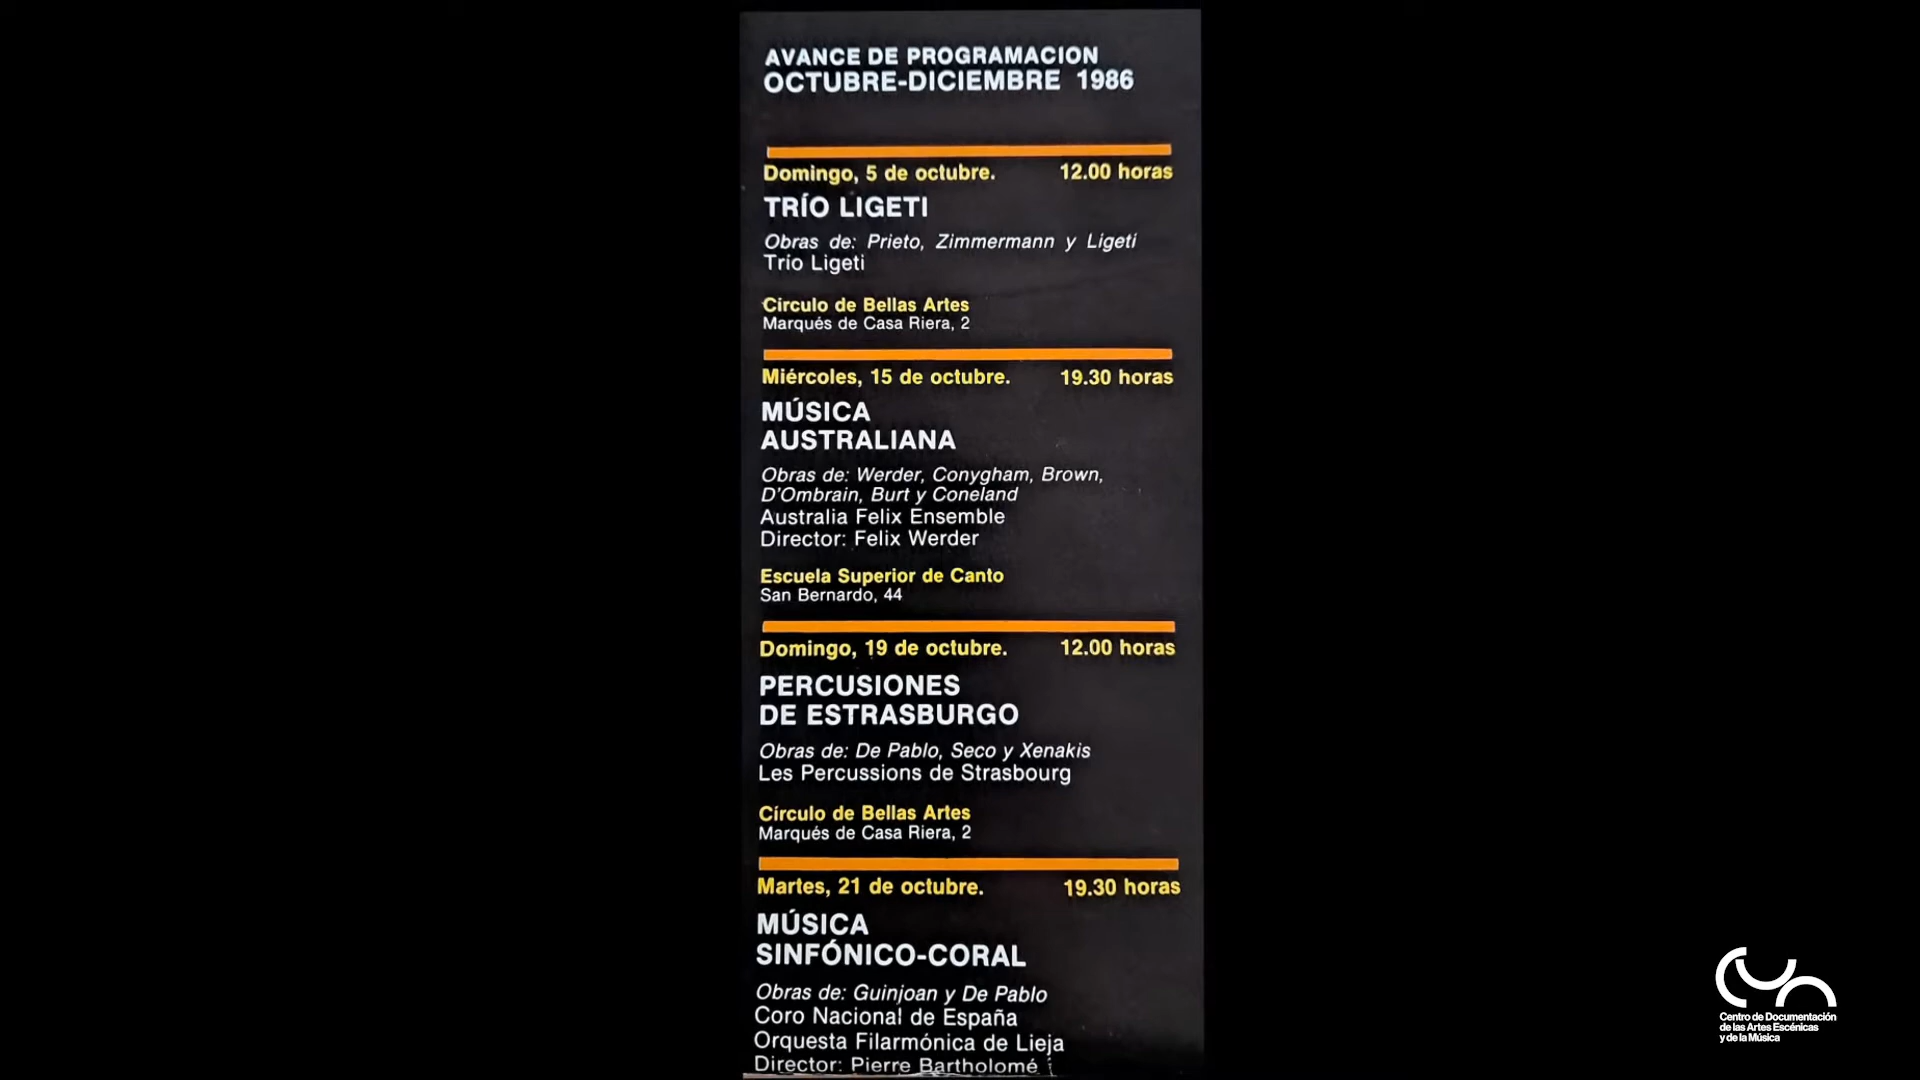 AVANCE DE PROGRAMACION
OCTUBRE-DICIEMBRE 1986
Domingo, 5 de octubre. 12.00 horas
TRÍO LIGETI
Obras de: Prieto, Zimmermann y Ligeti
Trío Ligeti
Círculo de Bellas Artes
Marqués de Casa Riera, 2
Miércoles, 15 de octubre. 19.30 horas
MÚSICA
AUSTRALIANA
Obras de: Werder, Conygham, Brown,
D'Ombrain, Burt y Coneland
Australia Felix Ensemble
Director: Felix Werder
Escuela Superior de Canto
San Bernardo, 44
Domingo, 19 de octubre. 12.00 horas
PERCUSIONES
DE ESTRASBURGO
Obras de: De Pablo, Seco y Xenakis
Les Percussions de Strasbourg
Círculo de Bellas Artes
Marqués de Casa Riera, 2
Martes, 21 de octubre. 19.30 horas
MÚSICA
SINFÓNICO-CORAL
Obras de: Guinjoan y De Pablo
Coro Nacional de España
Orquesta Filarmónica de Lieja
Director: Pierre Bartholomé
Centro de Documentación
de las Artes Escénicas
y de la Música